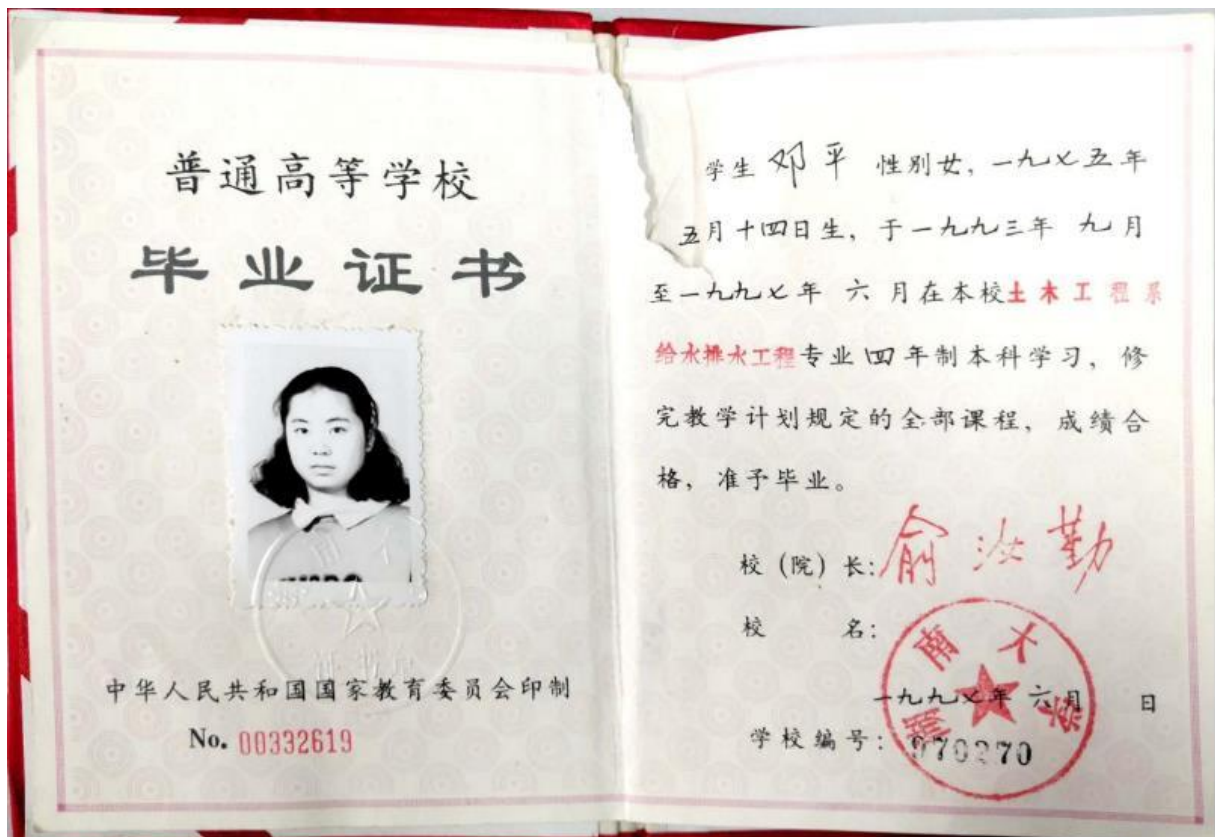 普通高等学校
毕业证书
中华人民共和国国家教育委员会印制
No. 00332619
学生 邓平 性别女，一九七五年
五月十四日生，于一九九三年 九月
至一九九七年 六 月在本校土木工程系
给水排水工程专业四年制本科学习，修
完教学计划规定的全部课程，成绩合
格，准予毕业。
校（院）长：俞汝勤
校 名：
湖南大学
一九九七年 六月 日
学校编号：970270